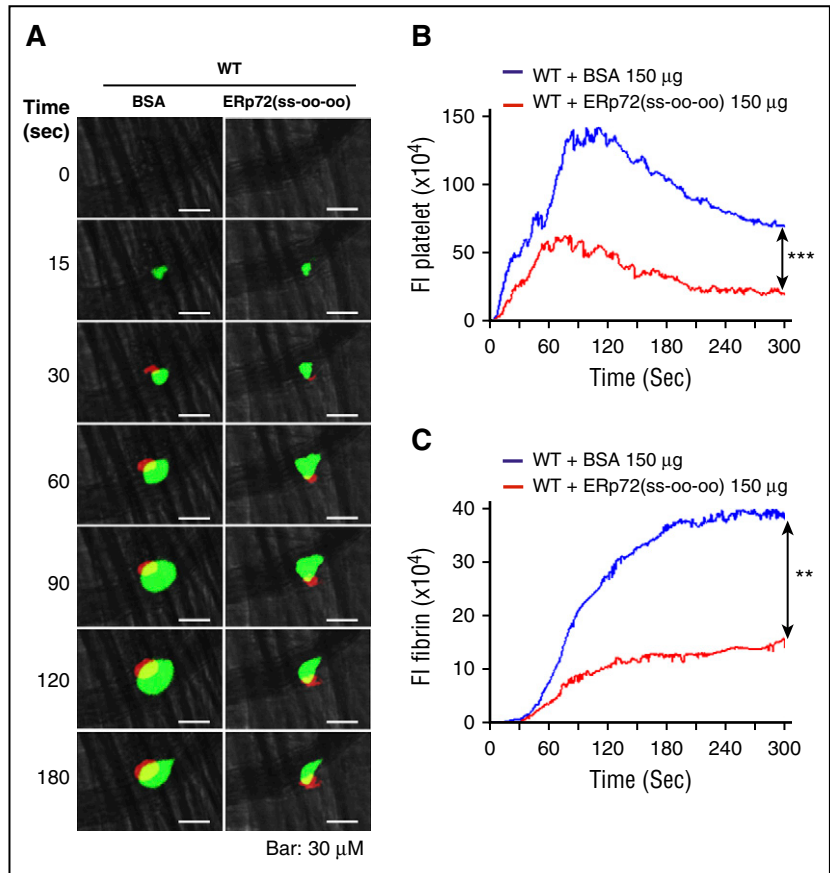 A
WT
Time
(sec)
BSA
ERp72(ss-oo-oo)
0
15
30
60
90
120
180
Bar: 30 μM
B
WT + BSA 150 μg
WT + ERp72(ss-oo-oo) 150 μg
FI platelet (x10⁴)
150
100
50
0
***
0 60 120 180 240 300
Time (Sec)
C
WT + BSA 150 μg
WT + ERp72(ss-oo-oo) 150 μg
FI fibrin (x10⁴)
40
30
20
10
0
**
0 60 120 180 240 300
Time (Sec)